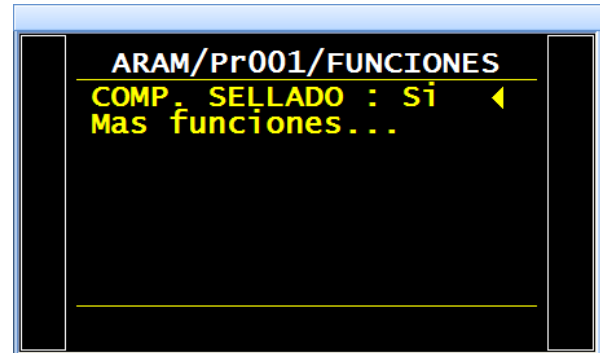 ARAM/Pr001/FUNCIONES
COMP. SELLADO : Si
Mas funciones...